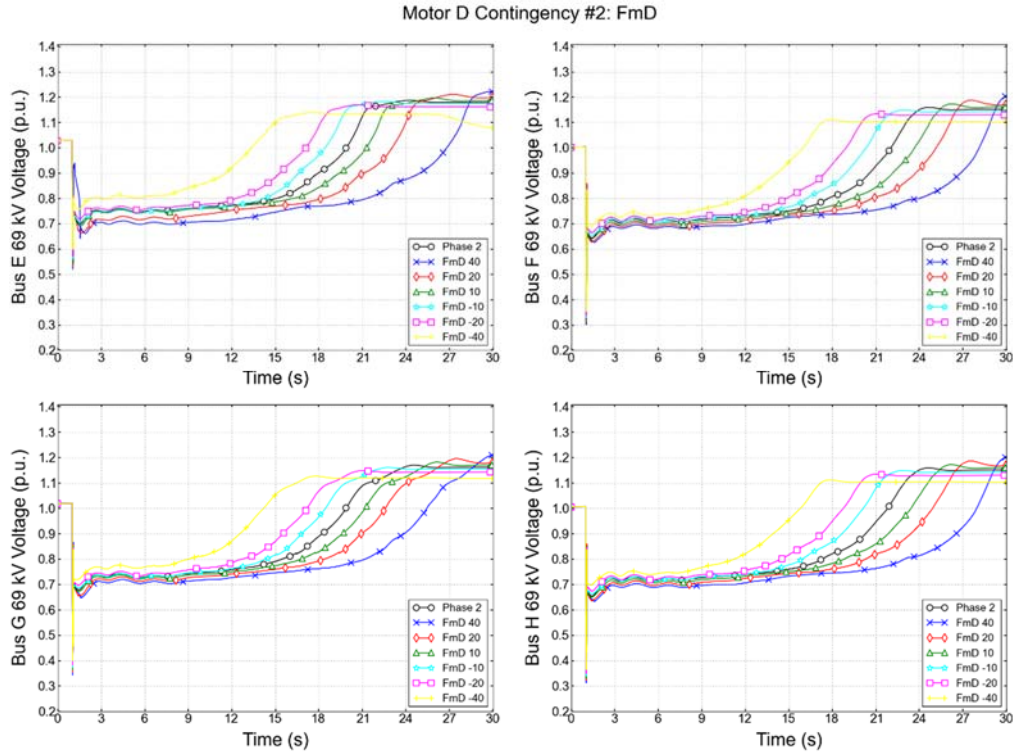 Motor D Contingency #2: FmD
Bus E 69 kV Voltage (p.u.)
1.4
1.3
1.2
1.1
1.0
0.9
0.8
0.7
0.6
0.5
0.4
0.3
0.2
0 3 6 9 12 15 18 21 24 27 30
Time (s)
Phase 2
FmD 40
FmD 20
FmD 10
FmD -10
FmD -20
FmD -40
Bus F 69 kV Voltage (p.u.)
1.4
1.3
1.2
1.1
1.0
0.9
0.8
0.7
0.6
0.5
0.4
0.3
0.2
0 3 6 9 12 15 18 21 24 27 30
Time (s)
Phase 2
FmD 40
FmD 20
FmD 10
FmD -10
FmD -20
FmD -40
Bus G 69 kV Voltage (p.u.)
1.4
1.3
1.2
1.1
1.0
0.9
0.8
0.7
0.6
0.5
0.4
0.3
0.2
0 3 6 9 12 15 18 21 24 27 30
Time (s)
Phase 2
FmD 40
FmD 20
FmD 10
FmD -10
FmD -20
FmD -40
Bus H 69 kV Voltage (p.u.)
1.4
1.3
1.2
1.1
1.0
0.9
0.8
0.7
0.6
0.5
0.4
0.3
0.2
0 3 6 9 12 15 18 21 24 27 30
Time (s)
Phase 2
FmD 40
FmD 20
FmD 10
FmD -10
FmD -20
FmD -40